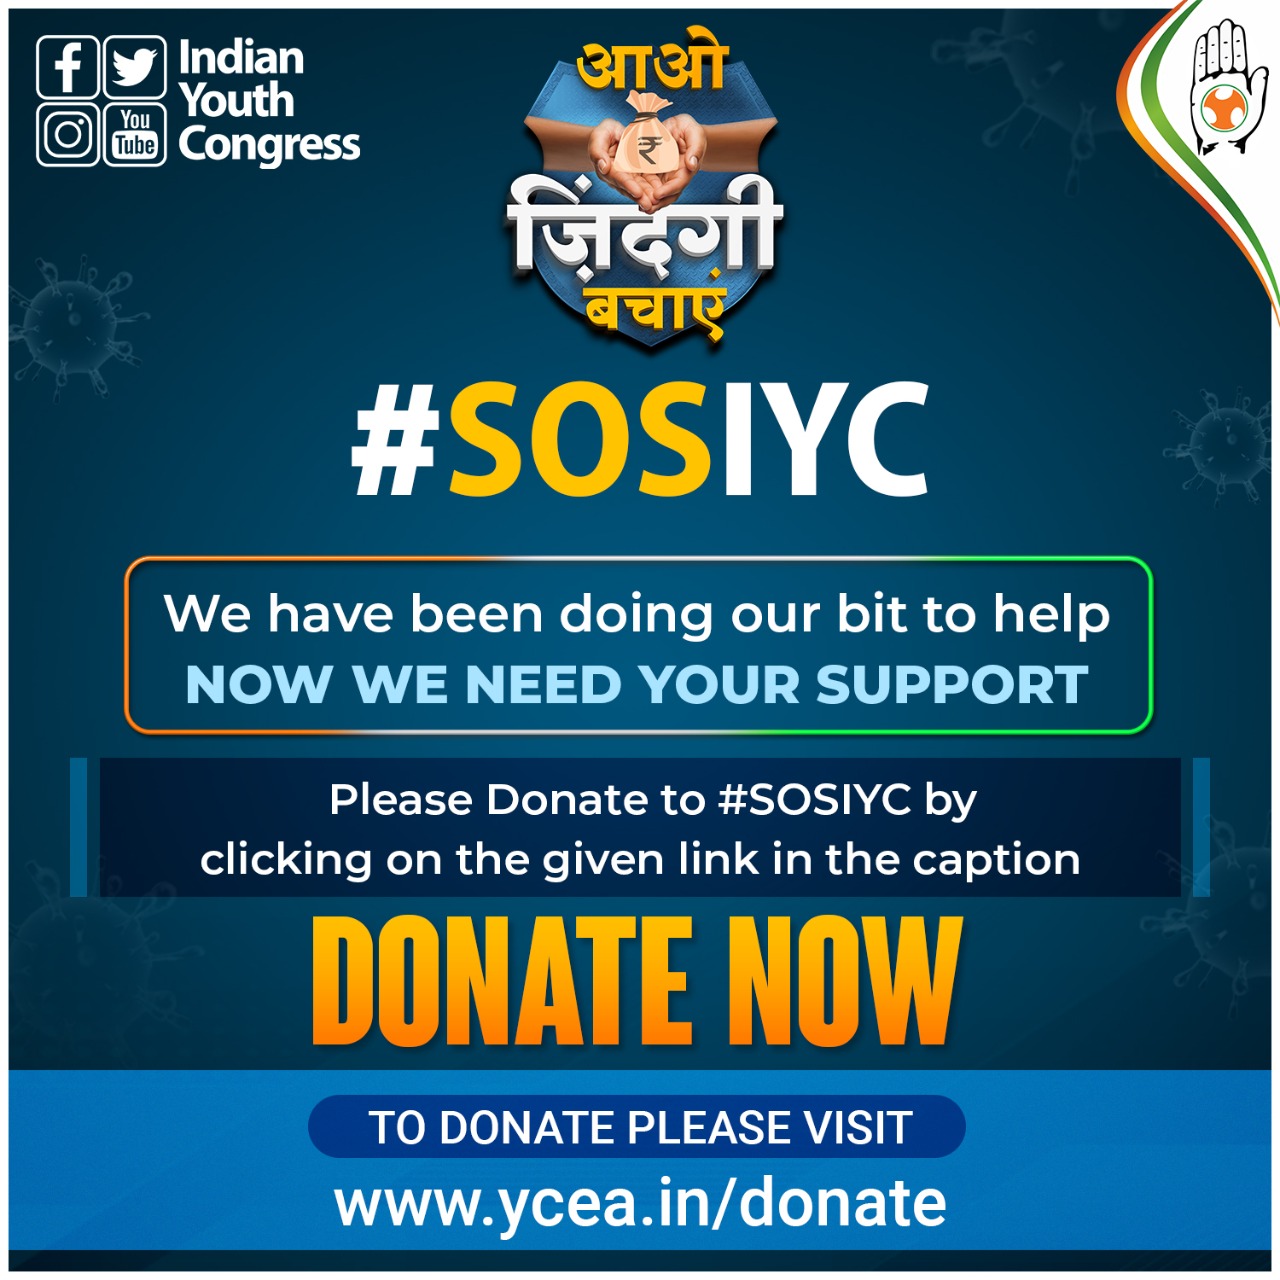 Indian
Youth
Congress
You
Tube
आओ
₹
ज़िंदगी
बचाएं
#SOSIYC
We have been doing our bit to help
NOW WE NEED YOUR SUPPORT
Please Donate to #SOSIYC by
clicking on the given link in the caption
DONATE NOW
TO DONATE PLEASE VISIT
www.ycea.in/donate